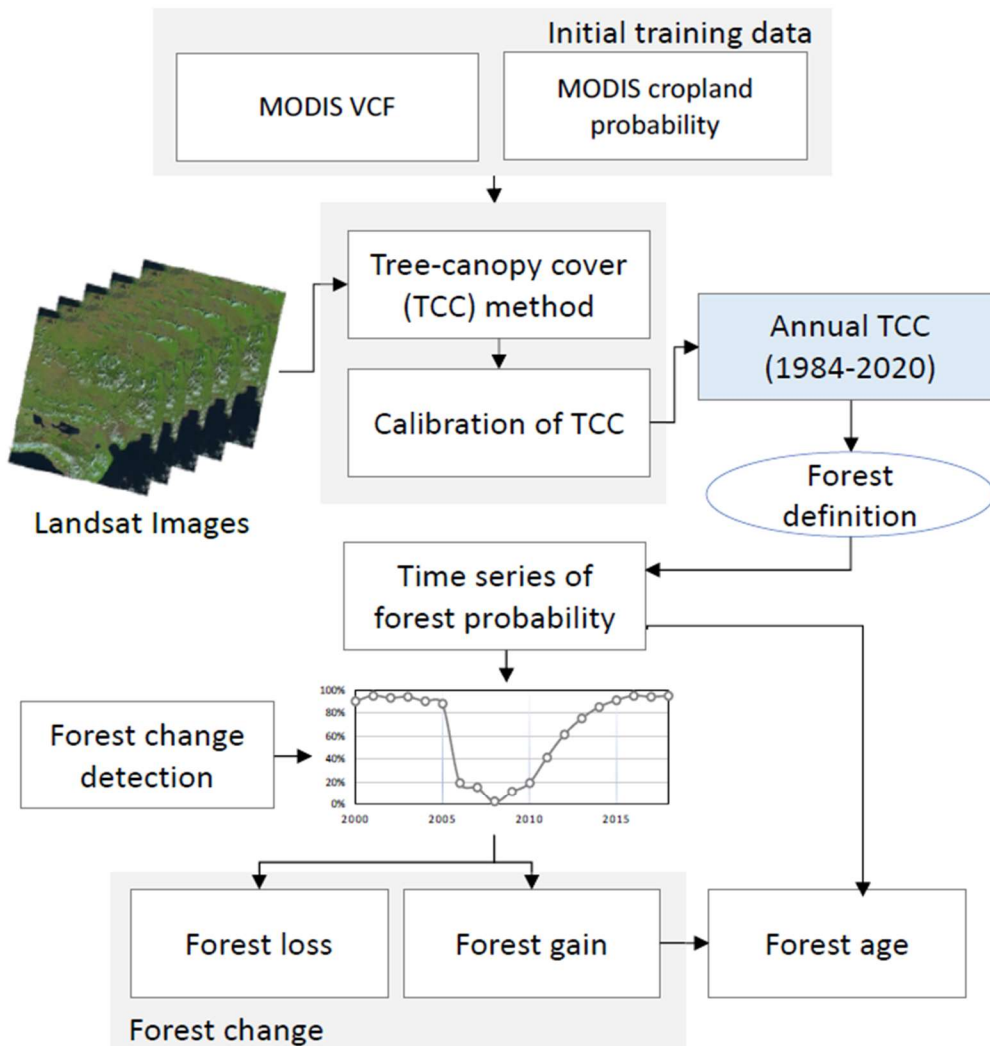 Initial training data
MODIS VCF
MODIS cropland
probability
Tree-canopy cover
(TCC) method
Calibration of TCC
Annual TCC
(1984-2020)
Landsat Images
Forest
definition
Time series of
forest probability
Forest change
detection
100%
80%
60%
40%
20%
0%
2000
2005
2010
2015
Forest loss
Forest gain
Forest age
Forest change